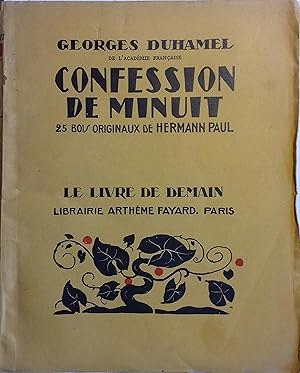 GEORGES DUHAMEL
DE L'ACADÉMIE FRANÇAISE
CONFESSION
DE MINUIT
25 BOIS ORIGINAUX DE HERMANN PAUL
LE LIVRE DE DEMAIN
LIBRAIRIE ARTHÈME FAYARD. PARIS